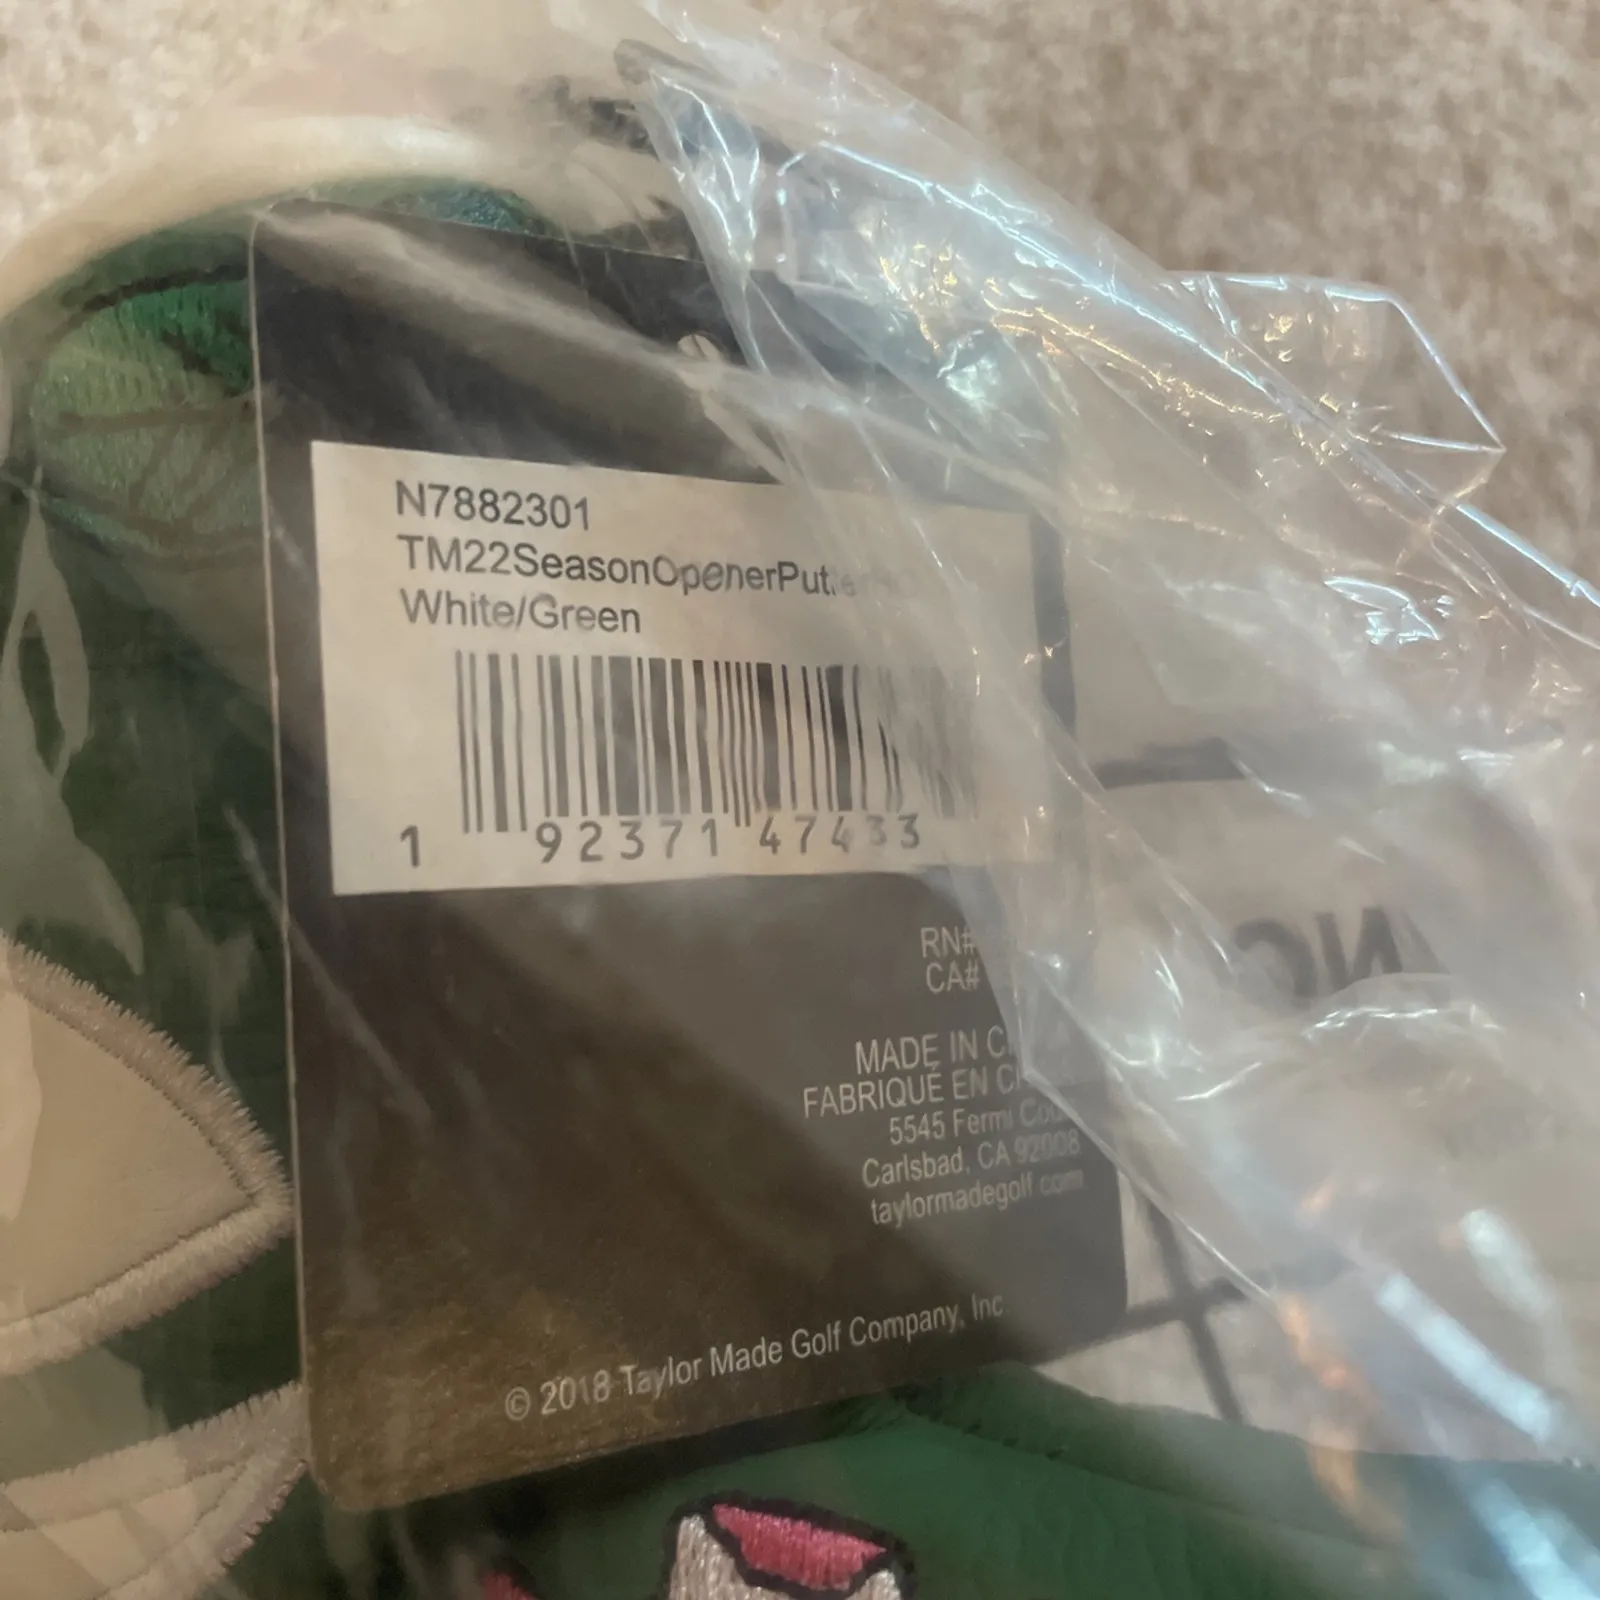 N7882301
TM22SeasonOpenerPutter
White/Green
1 92371 47433
RN#
CA#
MADE IN
FABRIQUÉ EN
5545 Fermi Court
Carlsbad, CA 92008
taylormadegolf.com
© 2018 Taylor Made Golf Company, Inc.